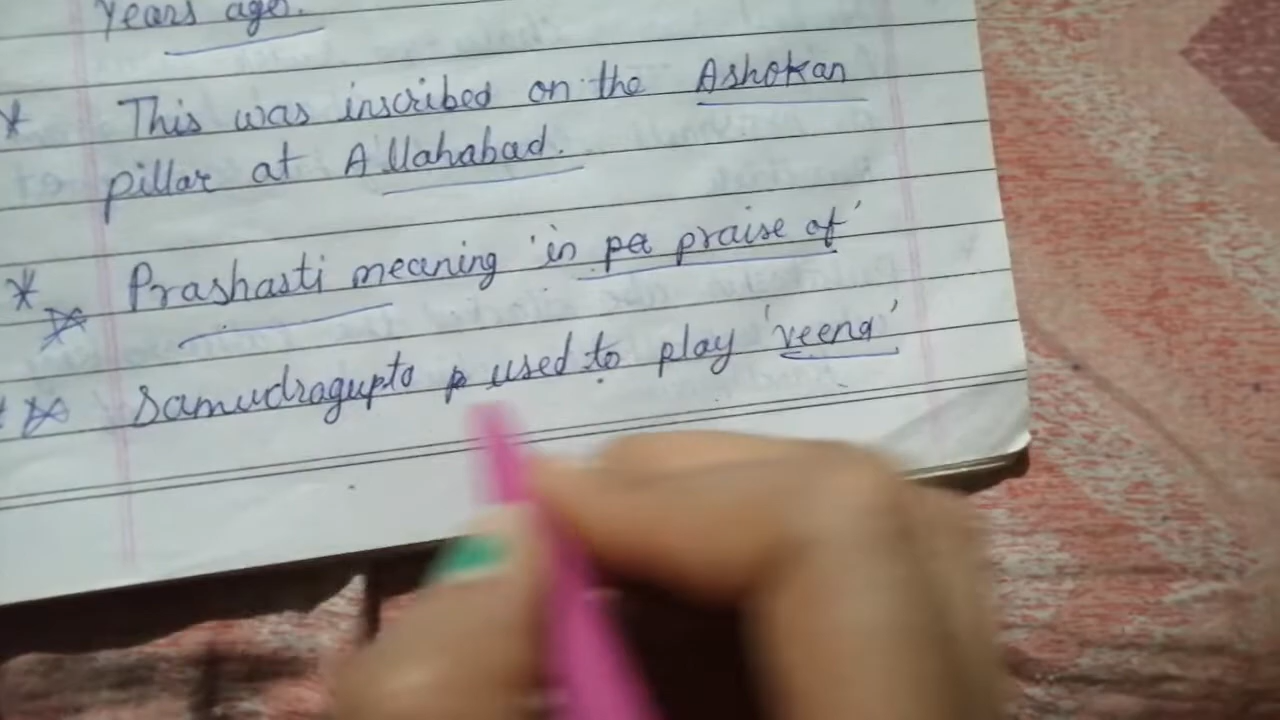 years ago.
* This was inscribed on the Ashokan
pillar at Allahabad.
* Prashasti meaning 'in pa praise of'
Samudragupta p used to play 'veena'